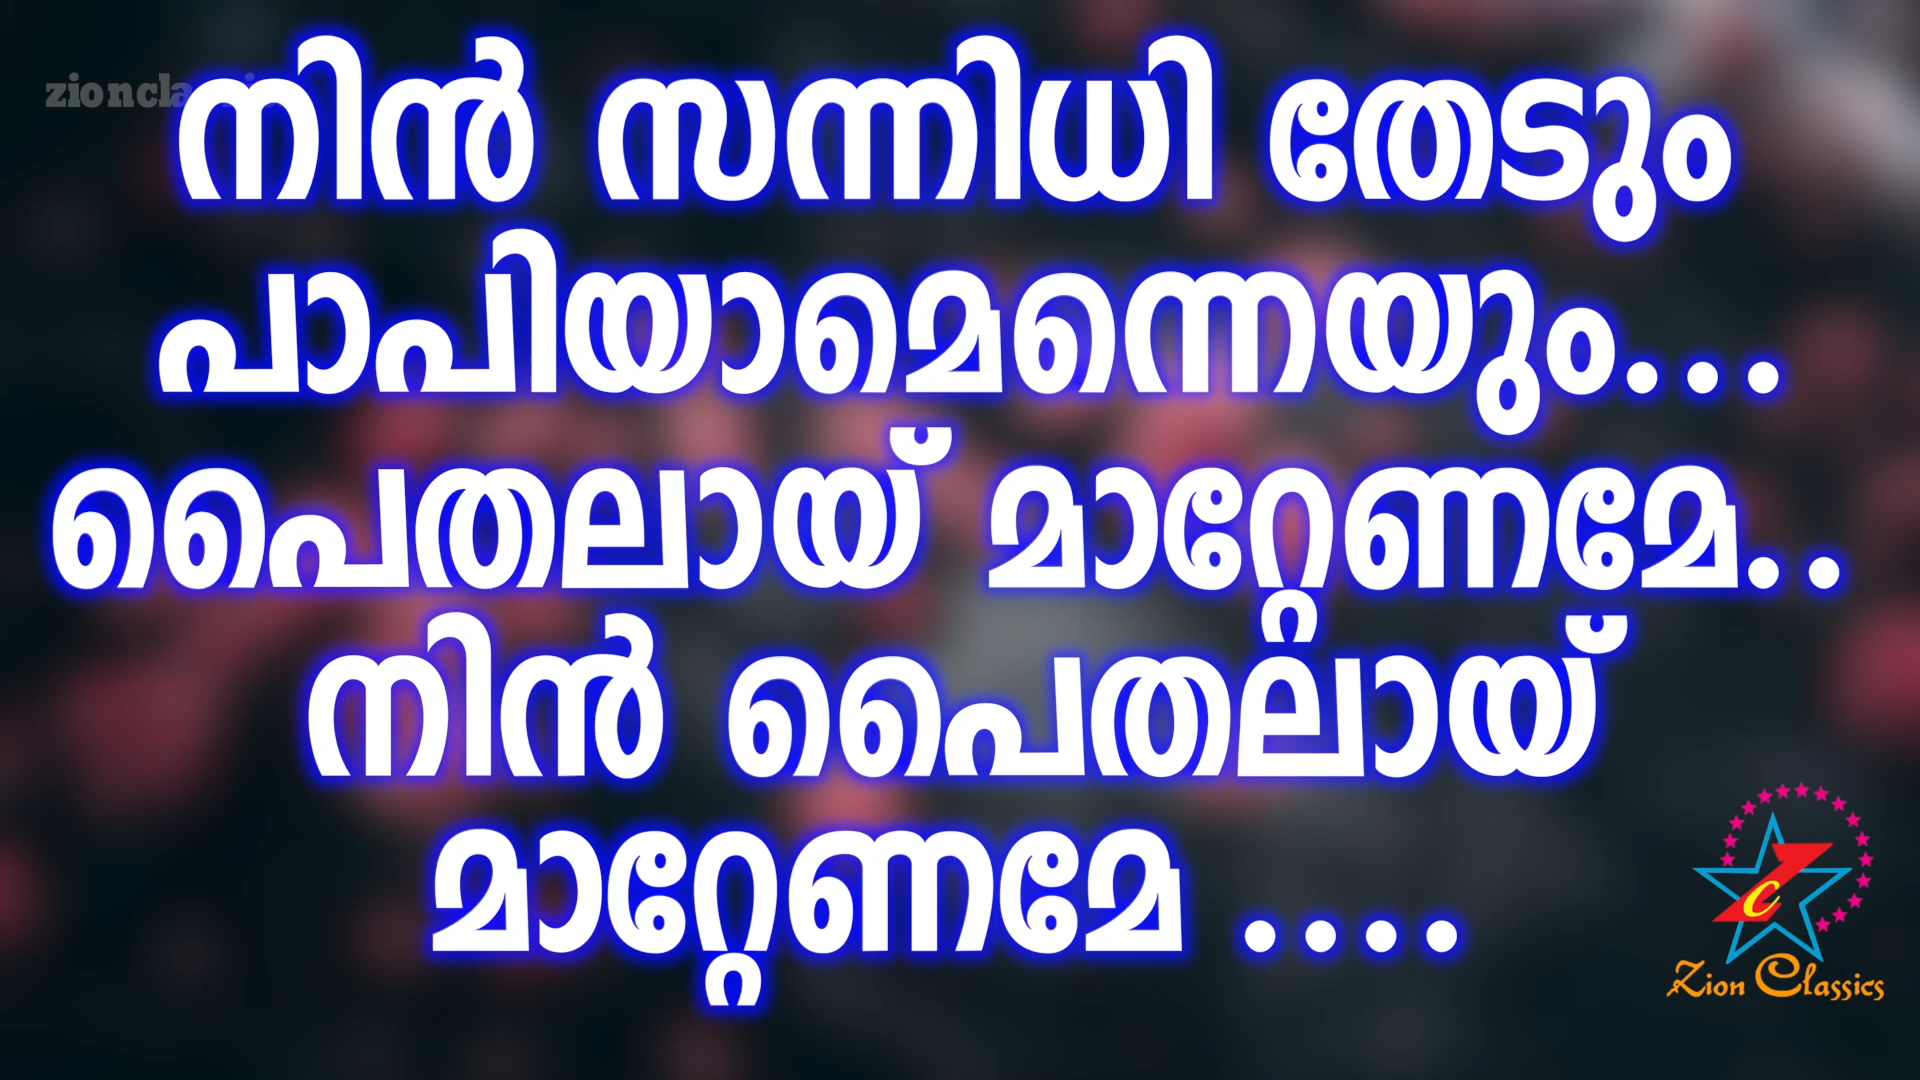 നിൻ സന്നിധി തേടും
പാപിയാമെന്നെയും...
പൈതലായ് മാറ്റേണമേ..
നിൻ പൈതലായ്
മാറ്റേണമേ ....
Zion Classics